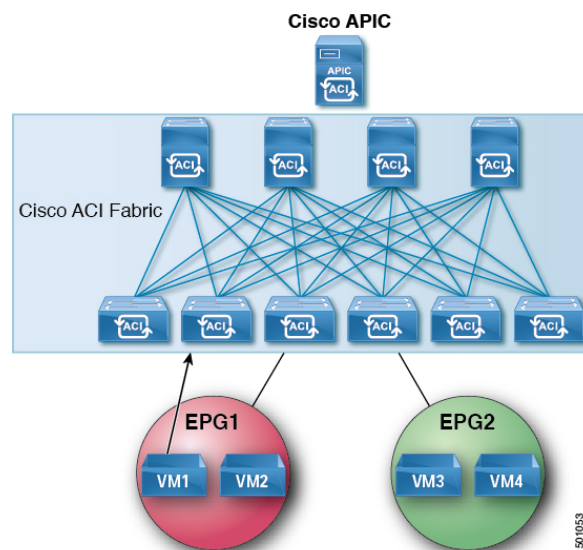 Cisco APIC
APIC
ACI
ACI ACI ACI ACI
Cisco ACI Fabric
ACI ACI ACI ACI ACI ACI
EPG1 EPG2
VM1 VM2 VM3 VM4
501053